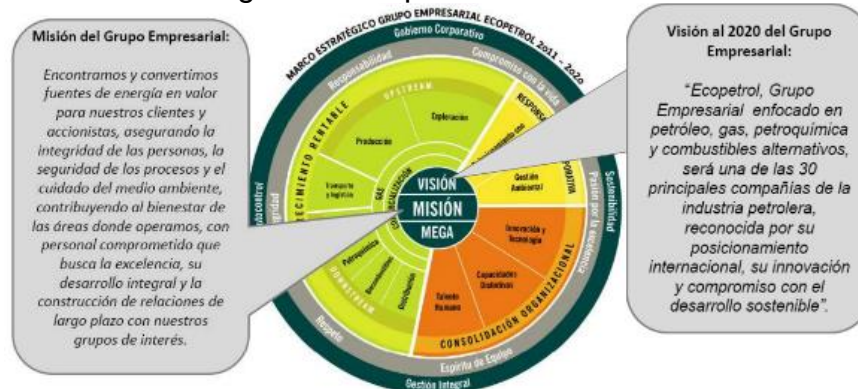 Misión del Grupo Empresarial:
Encontramos y convertimos
fuentes de energía en valor
para nuestros clientes y
accionistas, asegurando la
integridad de las personas, la
seguridad de los procesos y el
cuidado del medio ambiente,
contribuyendo al bienestar de
las áreas donde operamos, con
personal comprometido que
busca la excelencia, su
desarrollo integral y la
construcción de relaciones de
largo plazo con nuestros
grupos de interés.
MARCO ESTRATÉGICO GRUPO EMPRESARIAL ECOPETROL 2011 - 2020
Gobierno Corporativo
Responsabilidad
Compromiso con la vida
UPSTREAM
Producción
Exploración
Transporte
y logística
GAS
VISIÓN
MISIÓN
MEGA
Gestión
Ambiental
Sostenibilidad
Pasión por la excelencia
Innovación y
Tecnología
Capacidades
Distintivas
Talento
Humano
CONSOLIDACIÓN ORGANIZACIONAL
Petroquímica
DOWNSTREAM
Respeto
Espíritu de Equipo
Gestión Integral
Visión al 2020 del Grupo
Empresarial:
“Ecopetrol, Grupo
Empresarial enfocado en
petróleo, gas, petroquímica
y combustibles alternativos,
será una de las 30
principales compañías de la
industria petrolera,
reconocida por su
posicionamiento
internacional, su innovación
y compromiso con el
desarrollo sostenible”.